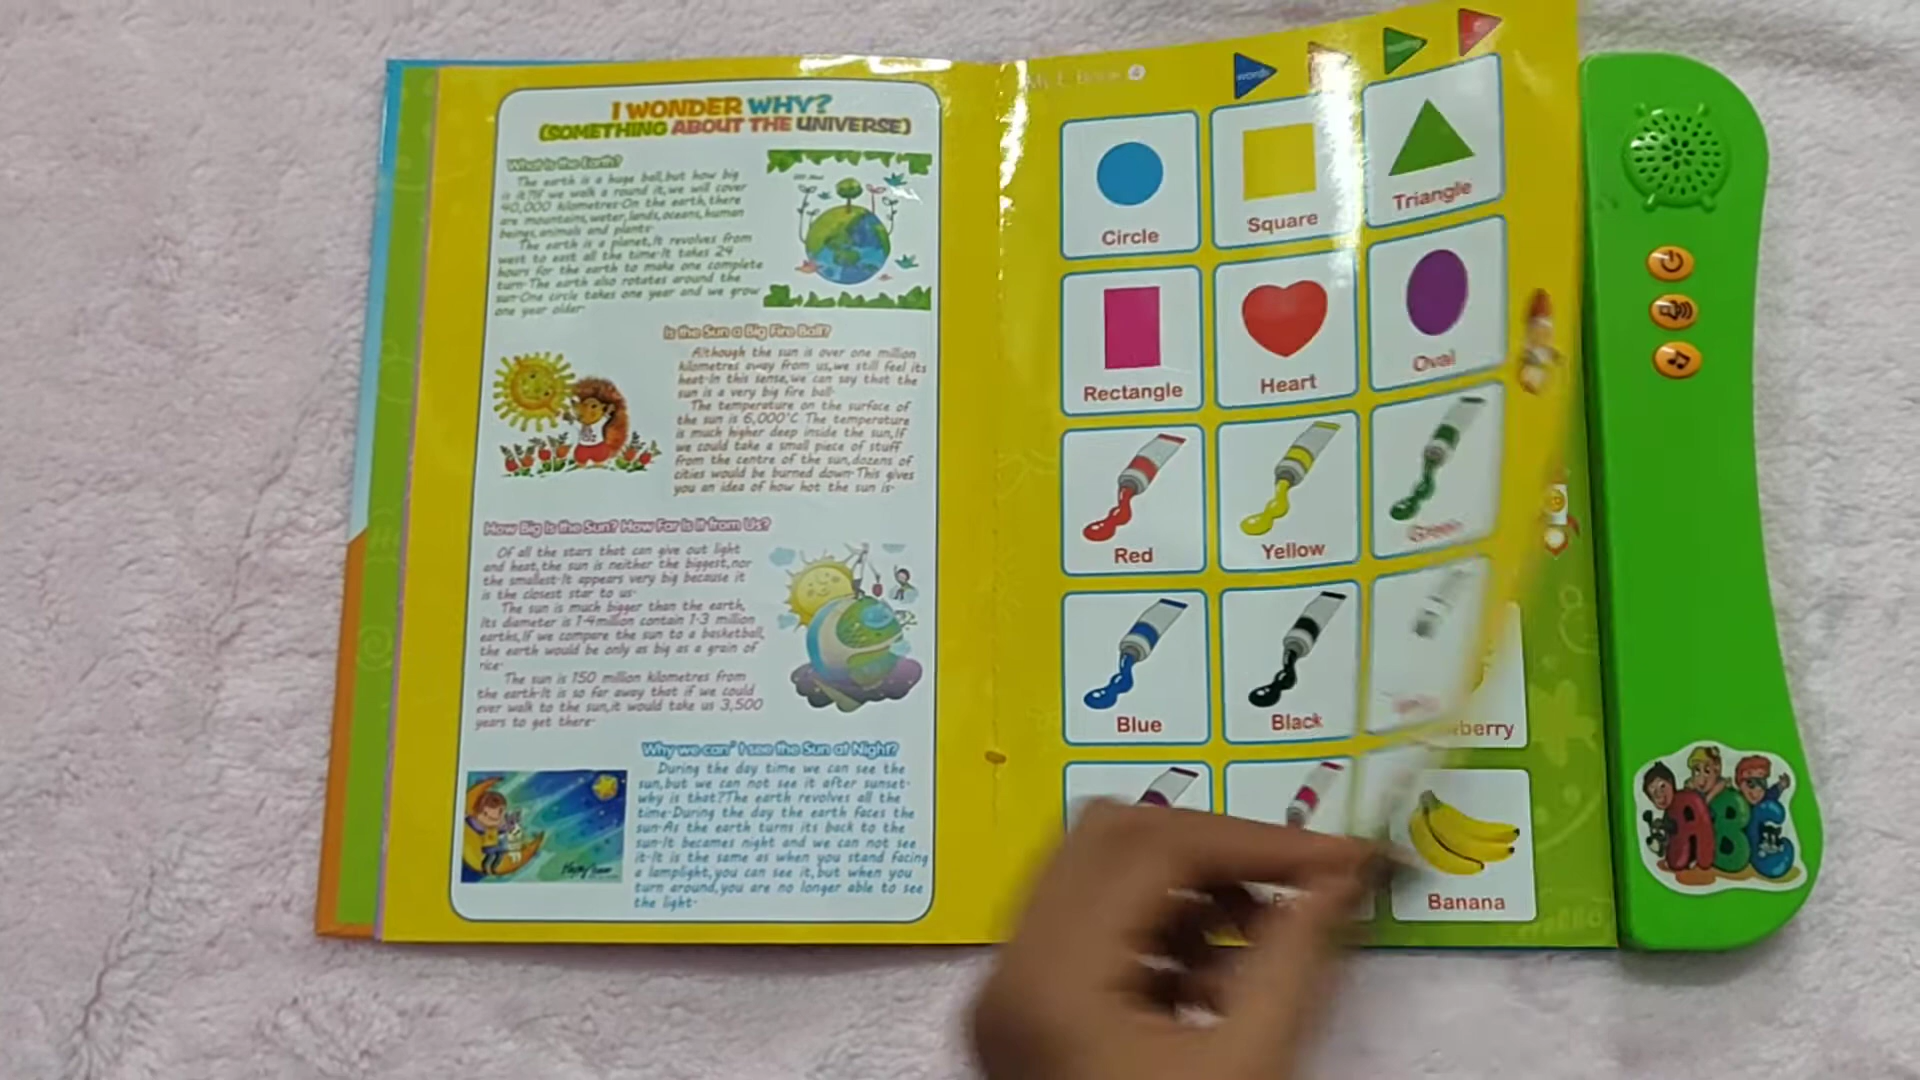 I WONDER WHY?
(SOMETHING ABOUT THE UNIVERSE)
What is the Earth?
The earth is a huge ball,but how big
is it?If we walk a round it,we will cover
40,000 kilometres·On the earth,there
are mountains,water,lands,oceans,human
beings,animals and plants·
The earth is a planet,It revolves from
west to east all the time·It takes 24
hours for the earth to make one complete
turn·The earth also rotates around the
sun·One circle takes one year and we grow
one year older·
Is the Sun a Big Fire Ball?
Although the sun is over one million
kilometres away from us,we still feel its
heat·In this sense,we can say that the
sun is a very big fire ball·
The temperature on the surface of
the sun is 6,000°C The temperature
is much higher deep inside the sun,If
we could take a small piece of stuff
from the centre of the sun,dozens of
cities would be burned down·This gives
you an idea of how hot the sun is·
How Big Is the Sun? How Far Is It from Us?
Of all the stars that can give out light
and heat,the sun is neither the biggest,nor
the smallest·It appears very big because it
is the closest star to us·
The sun is much bigger than the earth,
Its diameter is 1·4million contain 1·3 million
earths,If we compare the sun to a basketball,
the earth would be only as big as a grain of
rice·
The sun is 150 million kilometres from
the earth·It is so far away that if we could
ever walk to the sun,it would take us 3,500
years to get there·
Why we can't see the Sun at Night?
During the day time we can see the
sun,but we can not see it after sunset·
why is that?The earth revolves all the
time·During the day the earth faces the
sun·As the earth turns its back to the
sun·It becames night and we can not see
it·It is the same as when you stand facing
a lamplight,you can see it,but when you
turn around,you are no longer able to see
the light·
My E-Book
words
Circle
Square
Triangle
Rectangle
Heart
Oval
Red
Yellow
Green
Blue
Black
berry
Banana
ABC